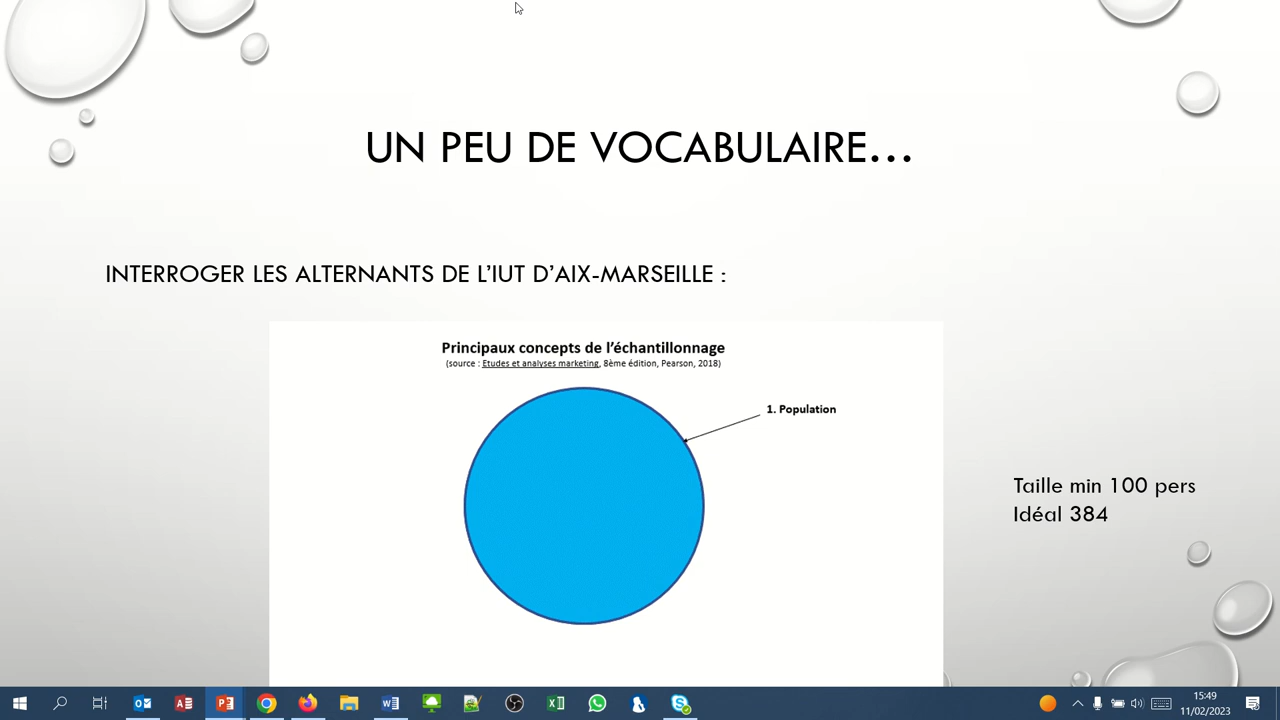 UN PEU DE VOCABULAIRE...
INTERROGER LES ALTERNANTS DE L'IUT D'AIX-MARSEILLE :
Principaux concepts de l'échantillonnage
(source : Etudes et analyses marketing, 8ème édition, Pearson, 2018)
1. Population
Taille min 100 pers
Idéal 384
15:49
11/02/2023